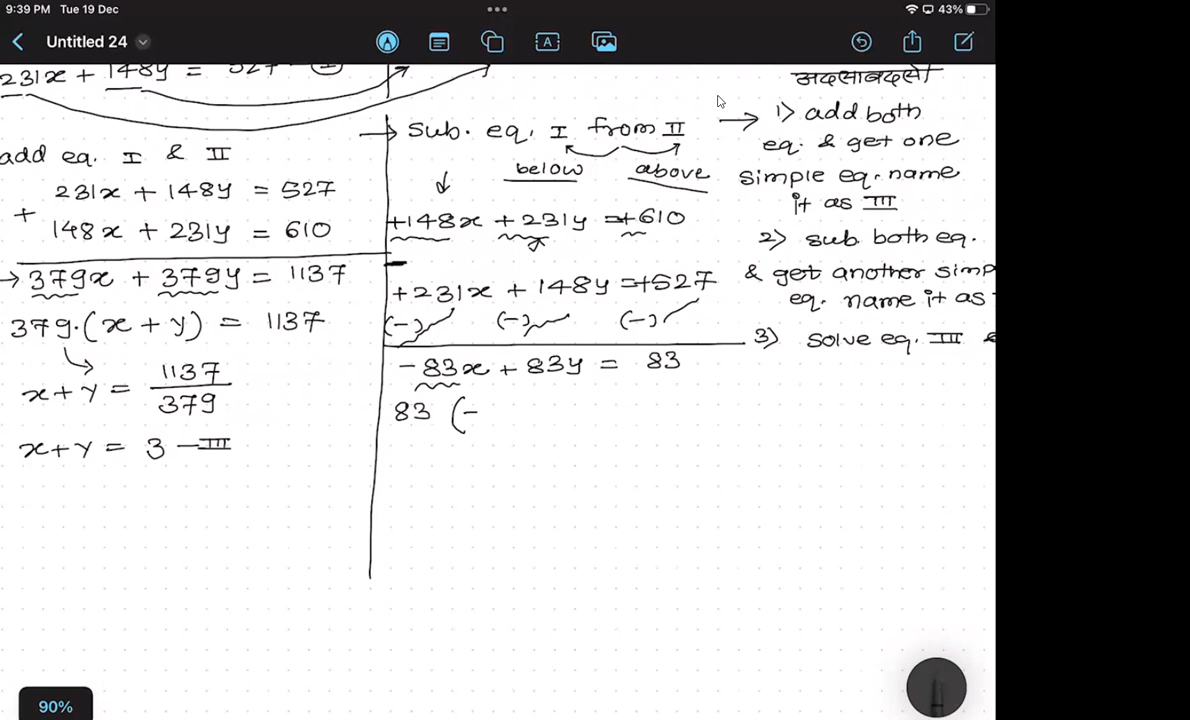 9:39 PM Tue 19 Dec
43%
Untitled 24
231x + 148y = 527
add eq. I & II
231x + 148y = 527
+ 148x + 231y = 610
→ 379x + 379y = 1137
379.(x + y) = 1137
x + y = 1137 / 379
x + y = 3 — III
→ sub. eq. I from II
below above
+148x + 231y = +610
-
+231x + 148y = +527
(-) (-) (-)
-83x + 83y = 83
83 (-
→ 1) add both
eq. & get one
simple eq. name
it as III
2) sub both eq.
& get another simp
eq. name it as
3) solve eq. III
90%